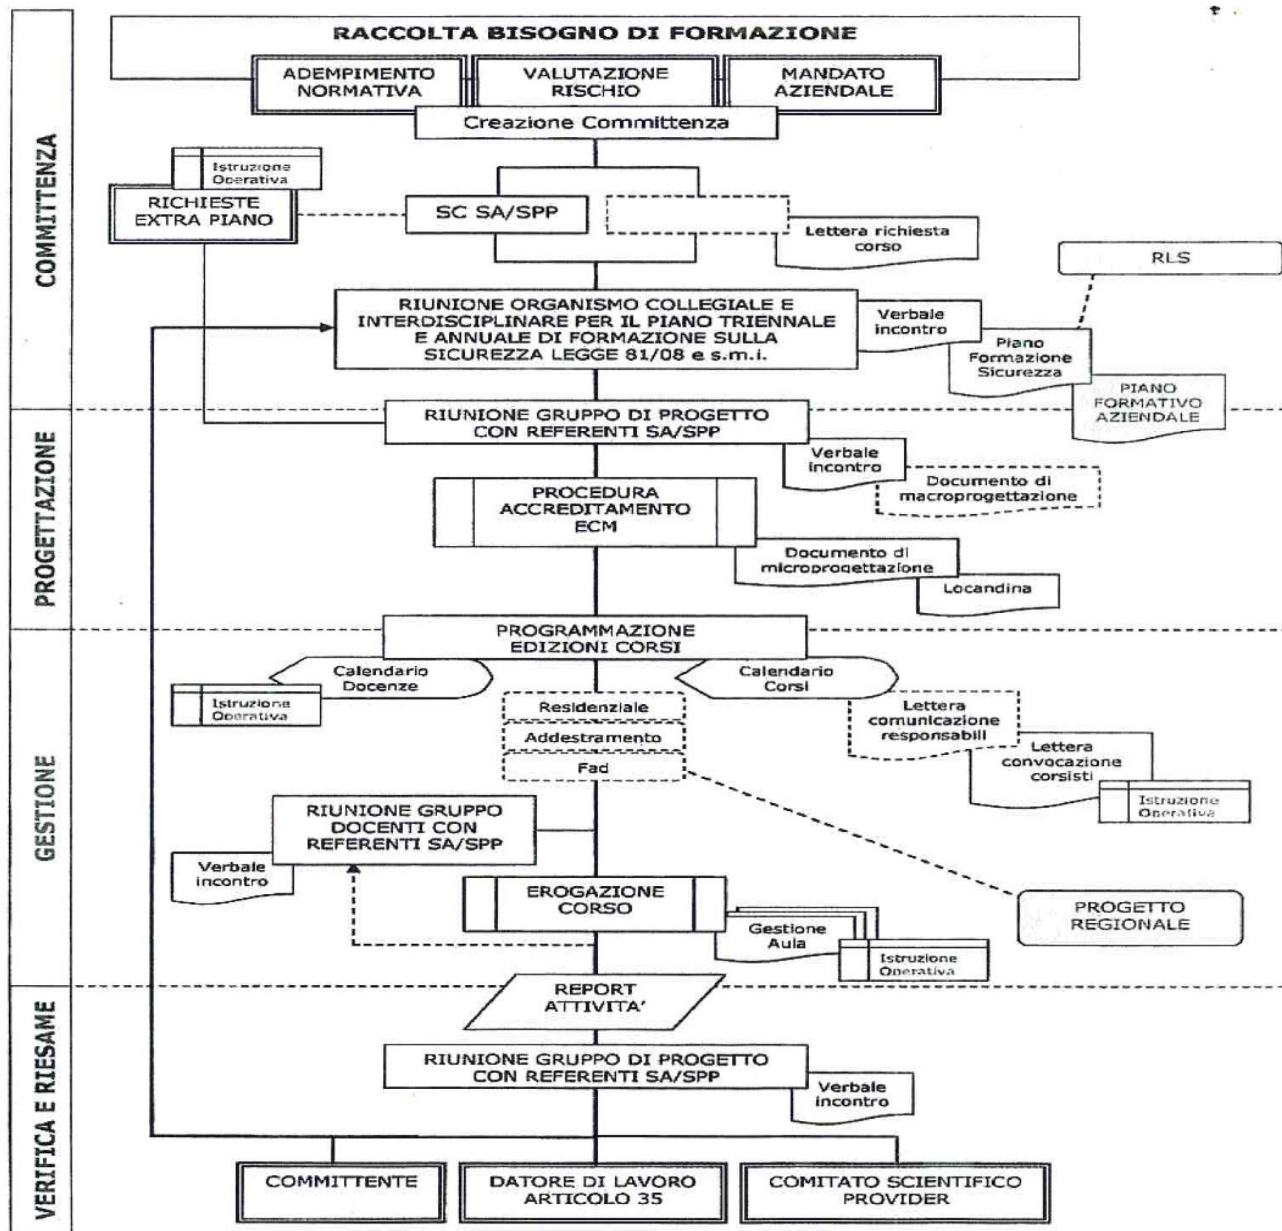 RACCOLTA BISOGNO DI FORMAZIONE
ADEMPIMENTO
NORMATIVA
VALUTAZIONE
RISCHIO
MANDATO
AZIENDALE
Creazione Committenza
COMMITTENZA
Istruzione
Operativa
RICHIESTE
EXTRA PIANO
SC SA/SPP
Lettera richiesta
corso
RLS
RIUNIONE ORGANISMO COLLEGIALE E
INTERDISCIPLINARE PER IL PIANO TRIENNALE
E ANNUALE DI FORMAZIONE SULLA
SICUREZZA LEGGE 81/08 e s.m.i.
Verbale
incontro
Piano
Formazione
Sicurezza
PIANO
FORMATIVO
AZIENDALE
PROGETTAZIONE
RIUNIONE GRUPPO DI PROGETTO
CON REFERENTI SA/SPP
Verbale
incontro
Documento di
macroprogettazione
PROCEDURA
ACCREDITAMENTO
ECM
Documento di
microprogettazione
Locandina
GESTIONE
PROGRAMMAZIONE
EDIZIONI CORSI
Calendario
Docenze
Istruzione
Operativa
Calendario
Corsi
Residenziale
Addestramento
Fad
Lettera
comunicazione
responsabili
Lettera
convocazione
corsisti
Istruzione
Operativa
RIUNIONE GRUPPO
DOCENTI CON
REFERENTI SA/SPP
Verbale
incontro
EROGAZIONE
CORSO
Gestione
Aula
Istruzione
Operativa
PROGETTO
REGIONALE
VERIFICA E RIESAME
REPORT
ATTIVITA'
RIUNIONE GRUPPO DI PROGETTO
CON REFERENTI SA/SPP
Verbale
incontro
COMMITTENTE
DATORE DI LAVORO
ARTICOLO 35
COMITATO SCIENTIFICO
PROVIDER